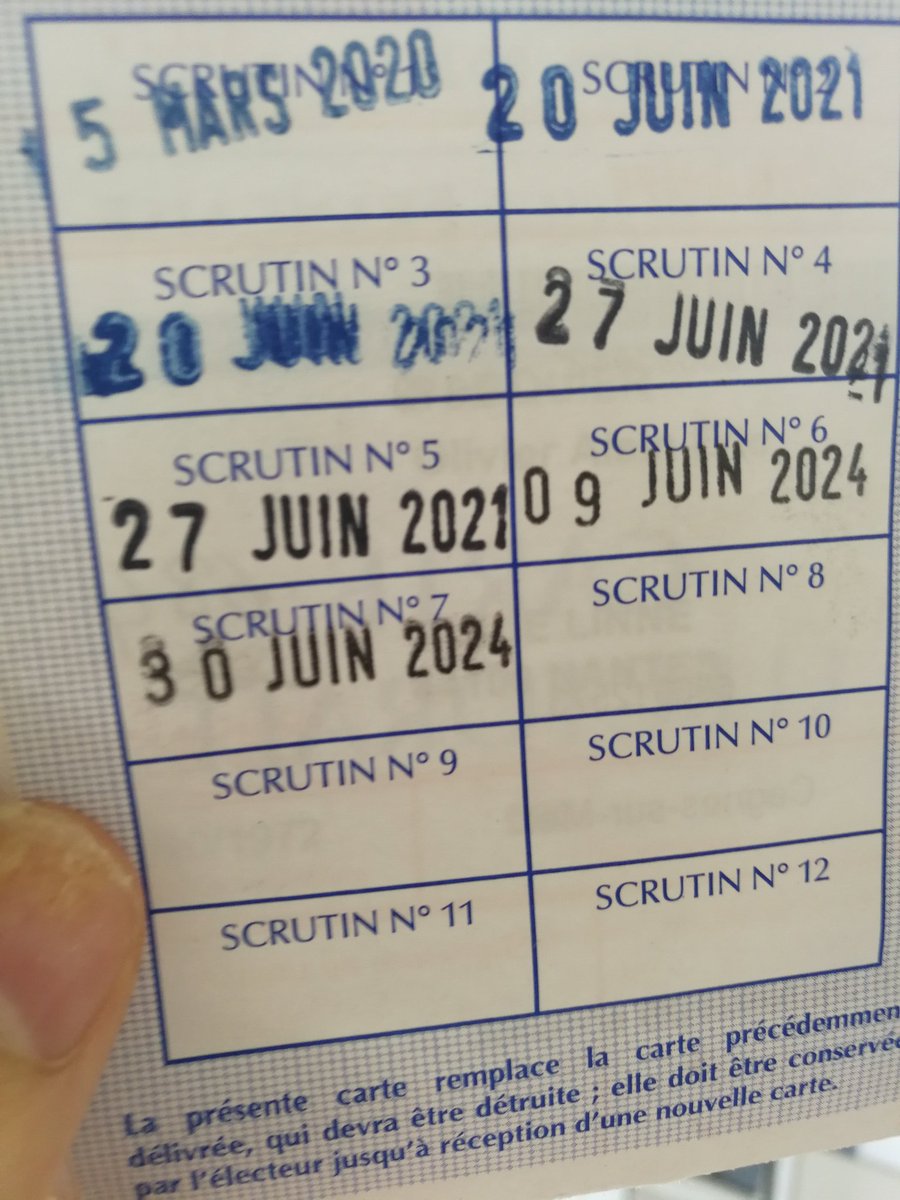 SCRUTIN N° 1
5 MARS 2020
SCRUTIN N° 2
20 JUIN 2021
SCRUTIN N° 3
20 JUIN 2021
SCRUTIN N° 4
27 JUIN 2021
SCRUTIN N° 5
27 JUIN 2021
SCRUTIN N° 6
09 JUIN 2024
SCRUTIN N° 7
30 JUIN 2024
SCRUTIN N° 8
SCRUTIN N° 9
SCRUTIN N° 10
SCRUTIN N° 11
SCRUTIN N° 12
La présente carte remplace la carte précédemmen
délivrée, qui devra être détruite ; elle doit être conservée
par l'électeur jusqu'à réception d'une nouvelle carte.